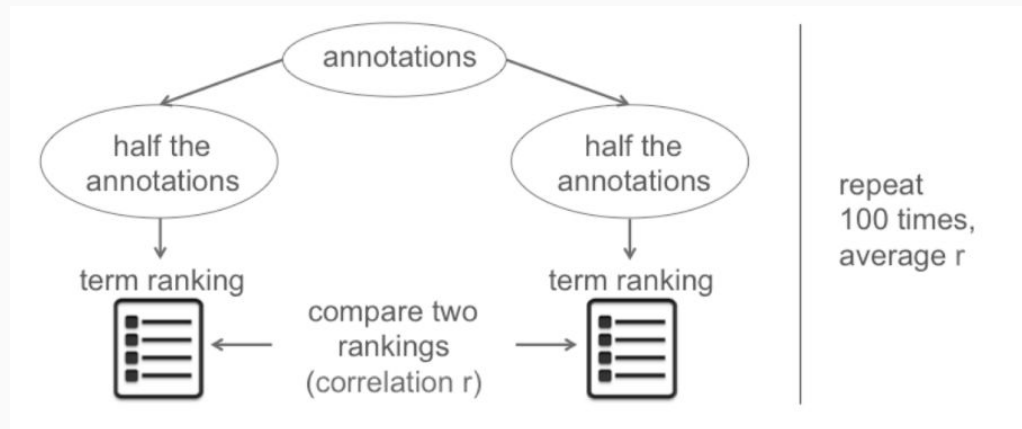 annotations
half the
annotations
half the
annotations
term ranking
term ranking
compare two
rankings
(correlation r)
repeat
100 times,
average r